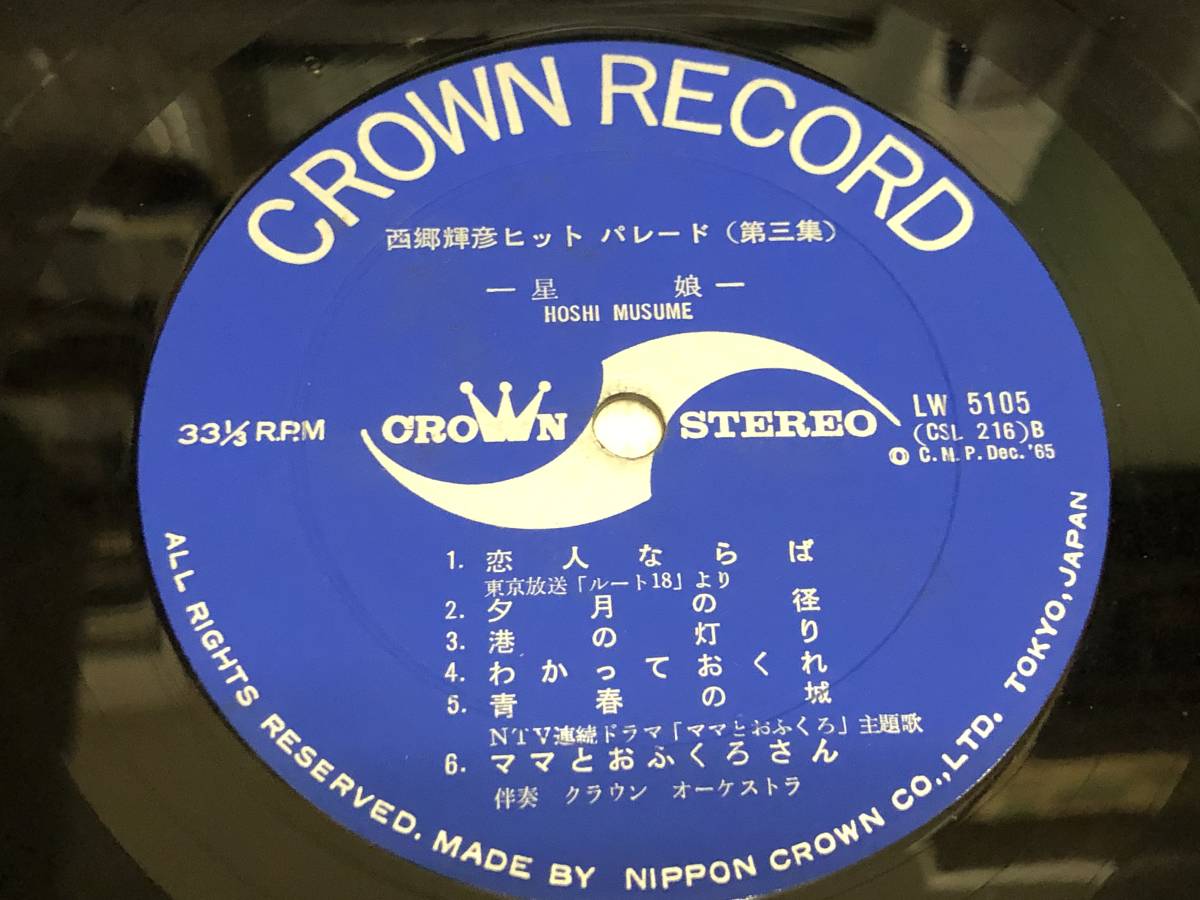 CROWN RECORD
西郷輝彦ヒット パレード（第三集）
ー星 娘ー
HOSHI MUSUME
33⅓ R.P.M
CROWN STEREO
LW 5105
(CSL 216)B
© C.M.P. Dec.'65
1. 恋人ならば
東京放送「ルート18」より
2. 夕月の径
3. 港の灯り
4. わかっておくれ
5. 青春の城
NTV連続ドラマ「ママとおふくろ」主題歌
6. ママとおふくろさん
伴奏 クラウン オーケストラ
ALL RIGHTS RESERVED. MADE BY NIPPON CROWN CO., LTD. TOKYO, JAPAN